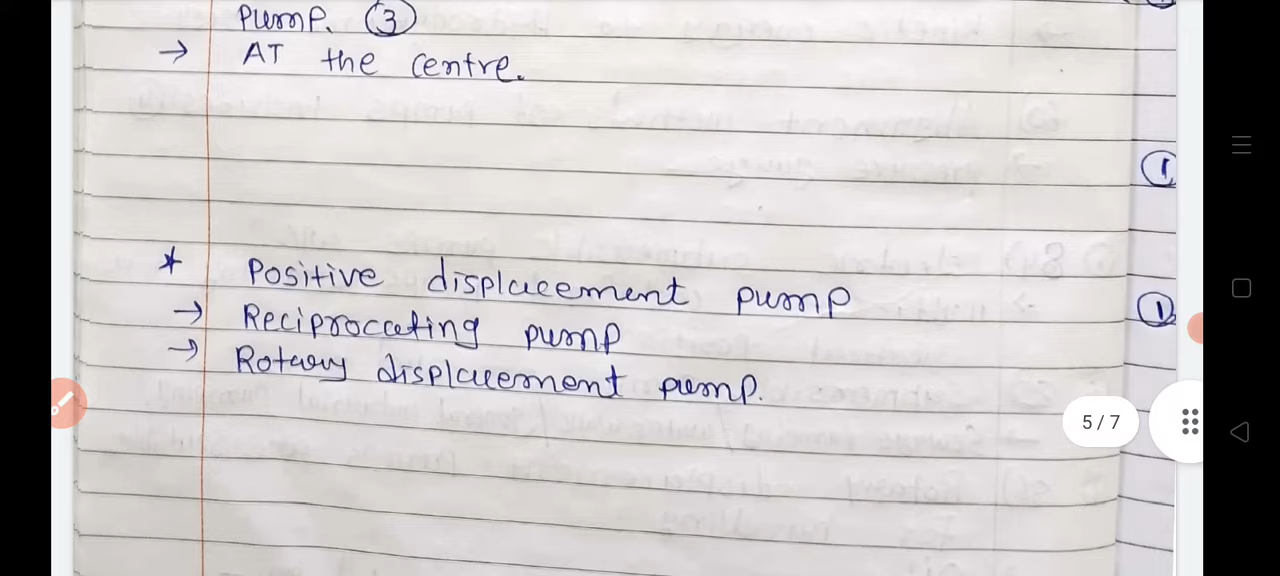 pump. ③
→ AT the centre.
①
* Positive displacement pump
①
→ Reciprocating pump
→ Rotary displacement pump.
5 / 7